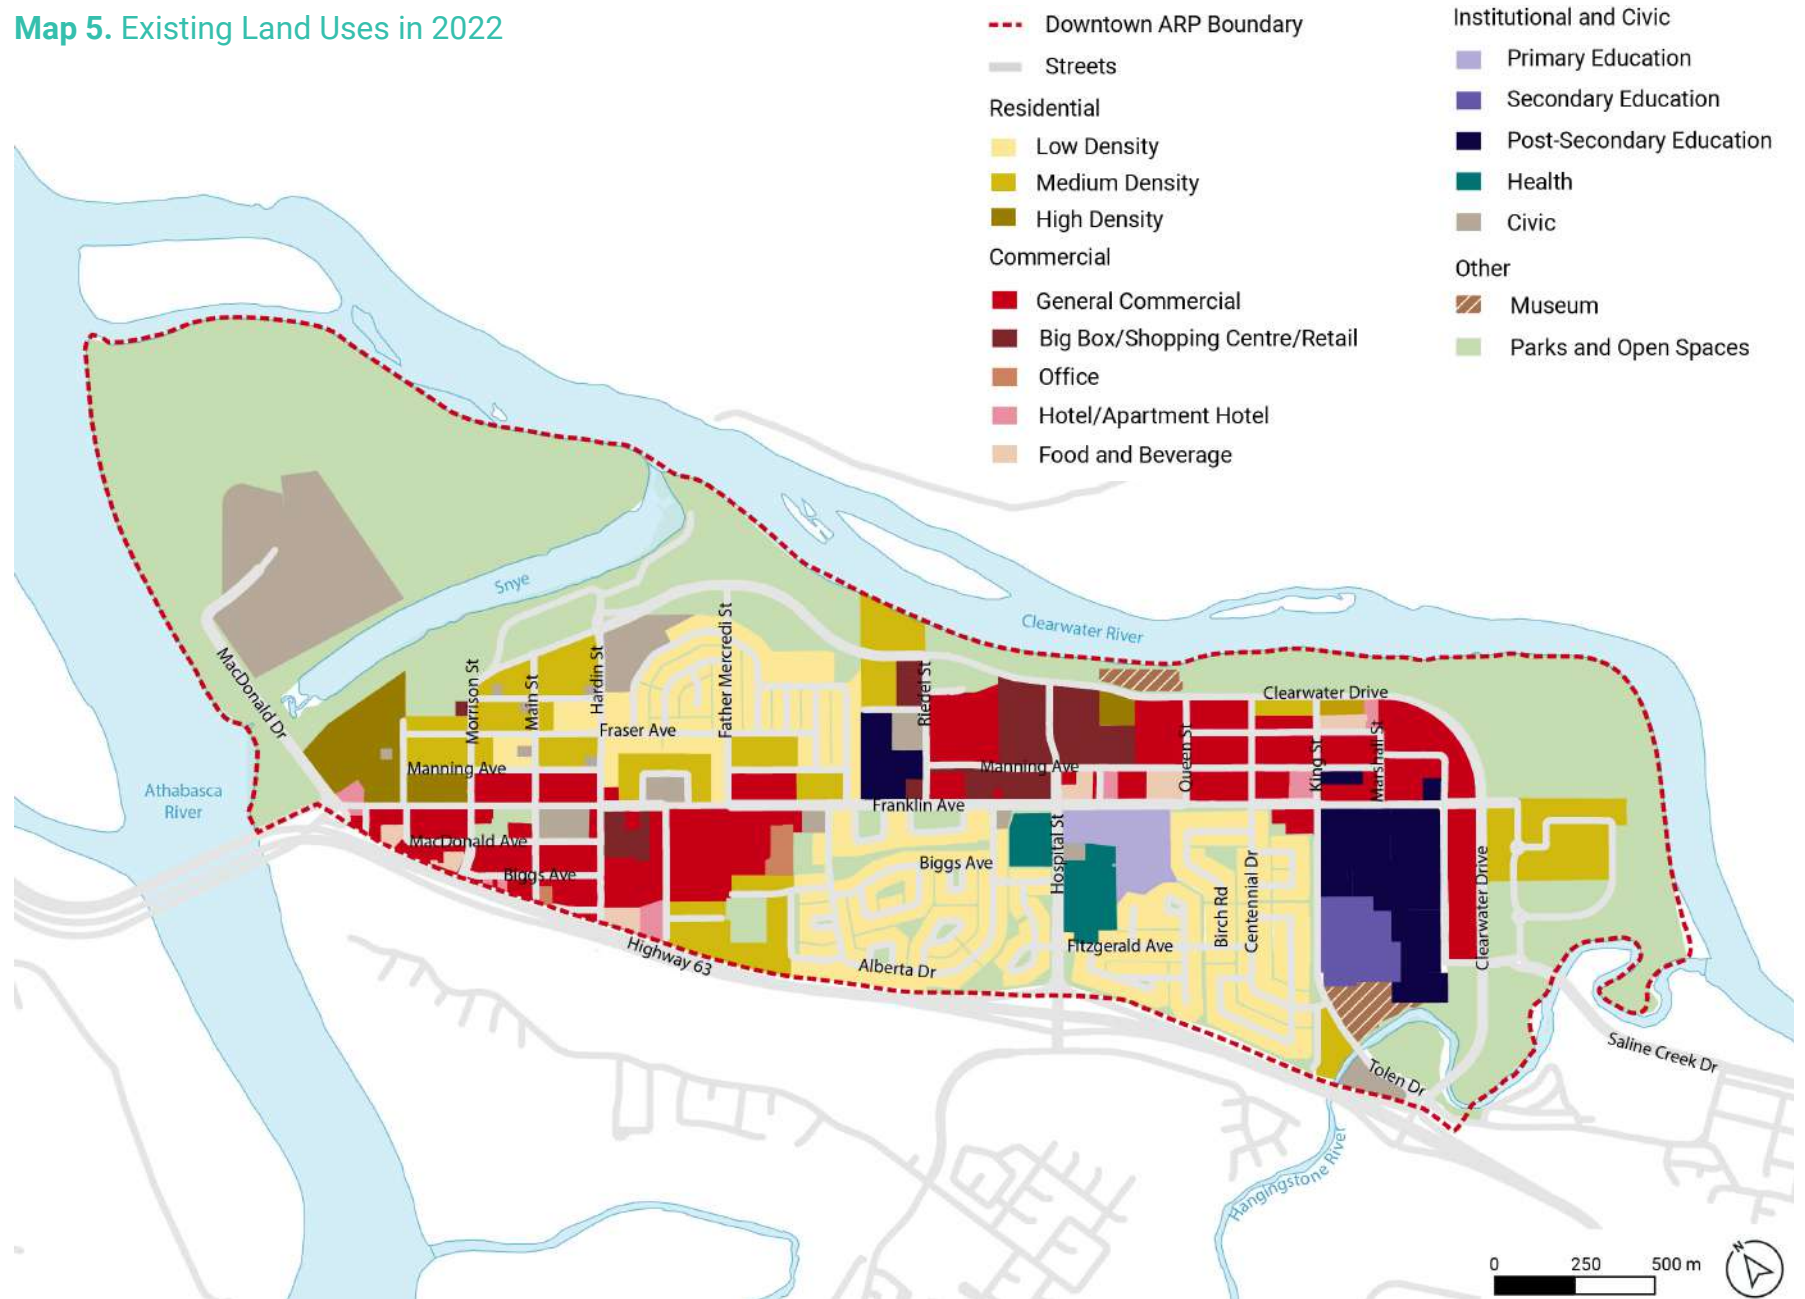 Map 5. Existing Land Uses in 2022
Downtown ARP Boundary
Streets
Residential
Low Density
Medium Density
High Density
Commercial
General Commercial
Big Box/Shopping Centre/Retail
Office
Hotel/Apartment Hotel
Food and Beverage
Institutional and Civic
Primary Education
Secondary Education
Post-Secondary Education
Health
Civic
Other
Museum
Parks and Open Spaces
Snye
Clearwater River
Athabasca
River
MacDonald Dr
Morrison St
Main St
Hardin St
Father Mercredi St
Fraser Ave
Manning Ave
Riedel St
Clearwater Drive
Manning Ave
Queen St
King St
Marshall St
Franklin Ave
MacDonald Ave
Biggs Ave
Biggs Ave
Hospital St
Birch Rd
Centennial Dr
Clearwater Drive
Fitzgerald Ave
Alberta Dr
Highway 63
Tolen Dr
Saline Creek Dr
Hangingstone River
0 250 500 m
N